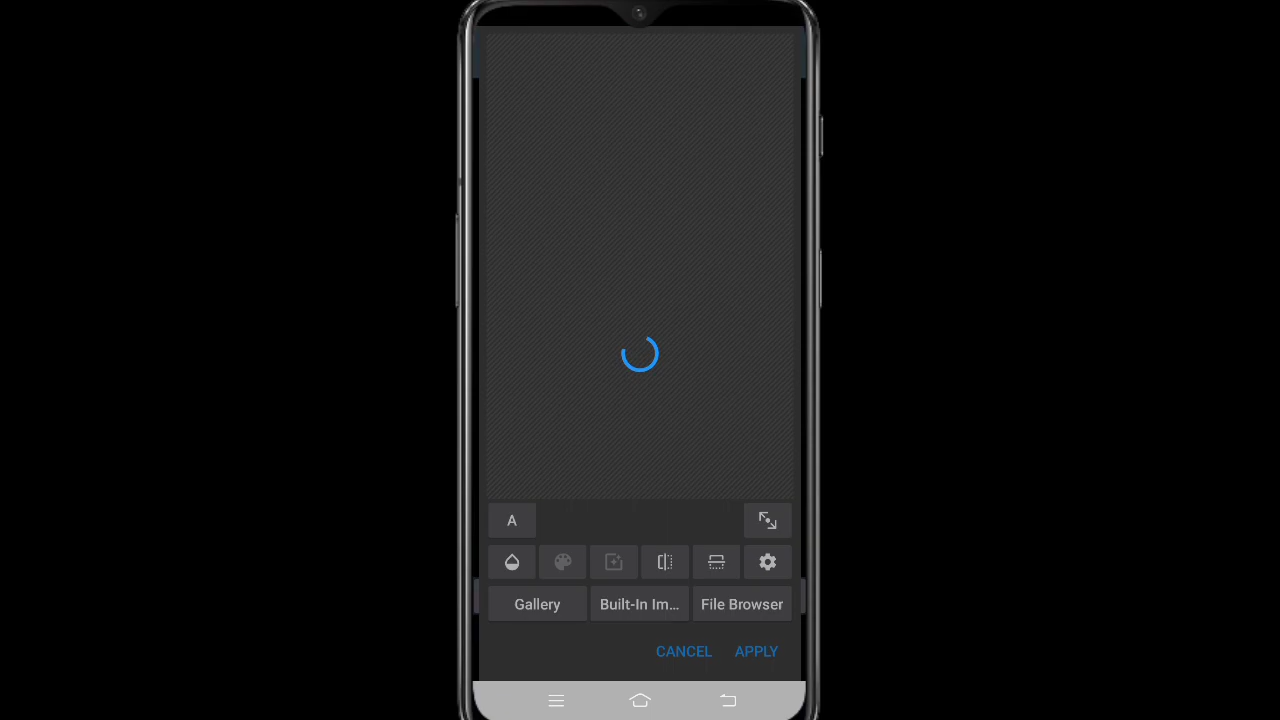 A
Gallery
Built-In Im...
File Browser
CANCEL
APPLY